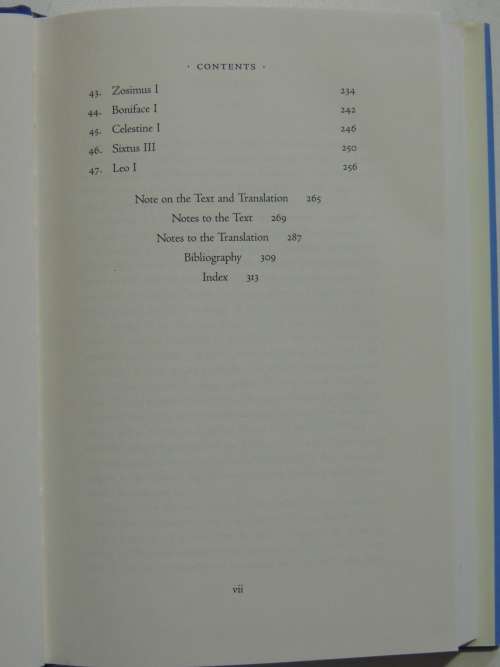 · CONTENTS ·
43. Zosimus I 234
44. Boniface I 242
45. Celestine I 246
46. Sixtus III 250
47. Leo I 256
Note on the Text and Translation 265
Notes to the Text 269
Notes to the Translation 287
Bibliography 309
Index 313
vii